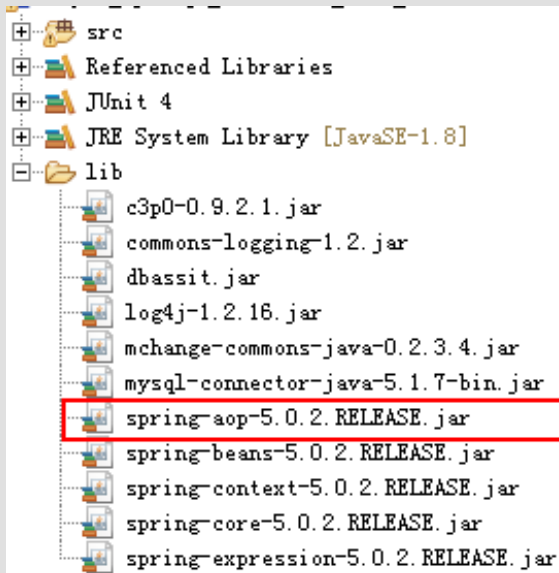 src
Referenced Libraries
JUnit 4
JRE System Library [JavaSE-1.8]
lib
c3p0-0.9.2.1.jar
commons-logging-1.2.jar
dbassit.jar
log4j-1.2.16.jar
mchange-commons-java-0.2.3.4.jar
mysql-connector-java-5.1.7-bin.jar
spring-aop-5.0.2.RELEASE.jar
spring-beans-5.0.2.RELEASE.jar
spring-context-5.0.2.RELEASE.jar
spring-core-5.0.2.RELEASE.jar
spring-expression-5.0.2.RELEASE.jar